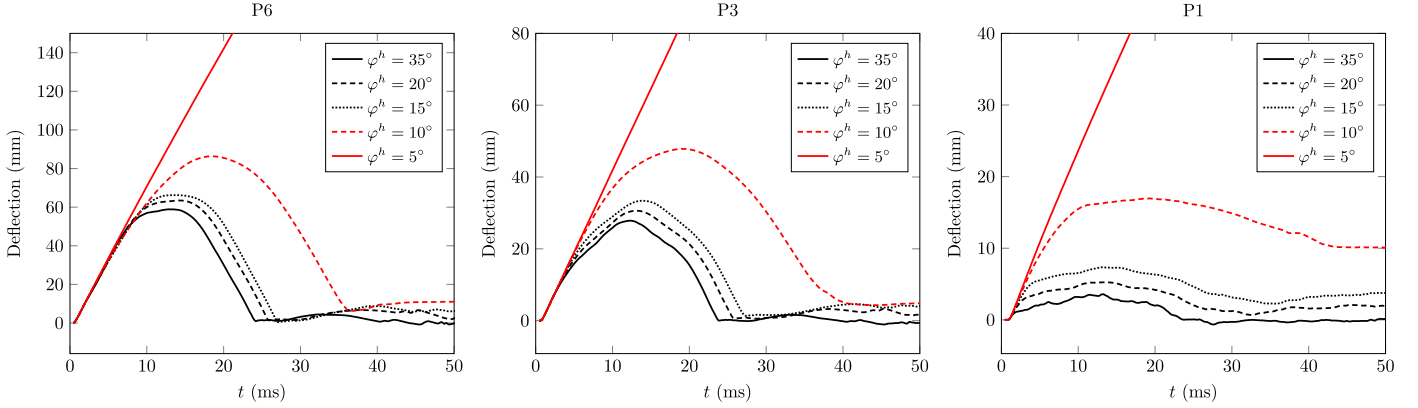 P6
Deflection (mm)
140
120
100
80
60
40
20
0
0 10 20 30 40 50
t (ms)
φ^h = 35°
φ^h = 20°
φ^h = 15°
φ^h = 10°
φ^h = 5°
P3
Deflection (mm)
80
60
40
20
0
0 10 20 30 40 50
t (ms)
φ^h = 35°
φ^h = 20°
φ^h = 15°
φ^h = 10°
φ^h = 5°
P1
Deflection (mm)
40
30
20
10
0
0 10 20 30 40 50
t (ms)
φ^h = 35°
φ^h = 20°
φ^h = 15°
φ^h = 10°
φ^h = 5°